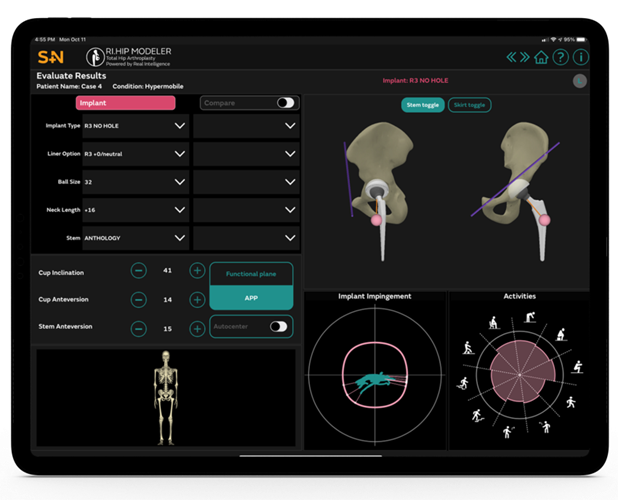 4:55 PM Mon Oct 11
95%
S+N
RI.HIP MODELER
Total Hip Arthroplasty
Powered by Real Intelligence
Evaluate Results
Patient Name: Case 4 Condition: Hypermobile
Implant: R3 NO HOLE
Implant
Compare
Stem toggle
Skirt toggle
Implant Type R3 NO HOLE
Liner Option R3 +0/neutral
Ball Size 32
Neck Length +16
Stem ANTHOLOGY
Cup Inclination 41
Functional plane
Cup Anteversion 14
APP
Stem Anteversion 15
Autocenter
Implant Impingement
Activities